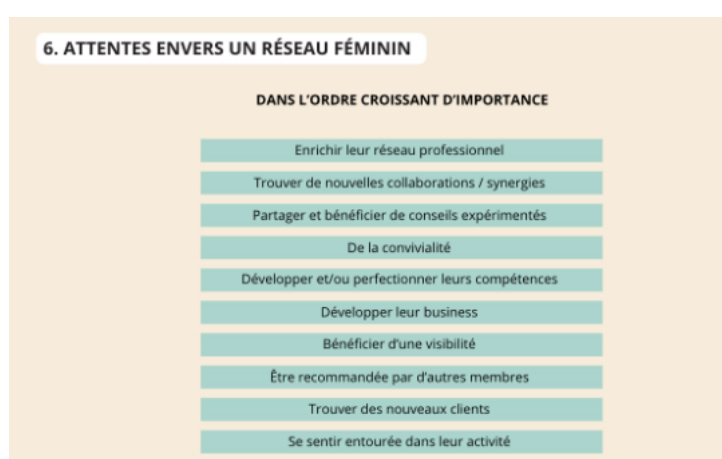 6. ATTENTES ENVERS UN RÉSEAU FÉMININ
DANS L'ORDRE CROISSANT D'IMPORTANCE
Enrichir leur réseau professionnel
Trouver de nouvelles collaborations / synergies
Partager et bénéficier de conseils expérimentés
De la convivialité
Développer et/ou perfectionner leurs compétences
Développer leur business
Bénéficier d'une visibilité
Être recommandée par d'autres membres
Trouver des nouveaux clients
Se sentir entourée dans leur activité